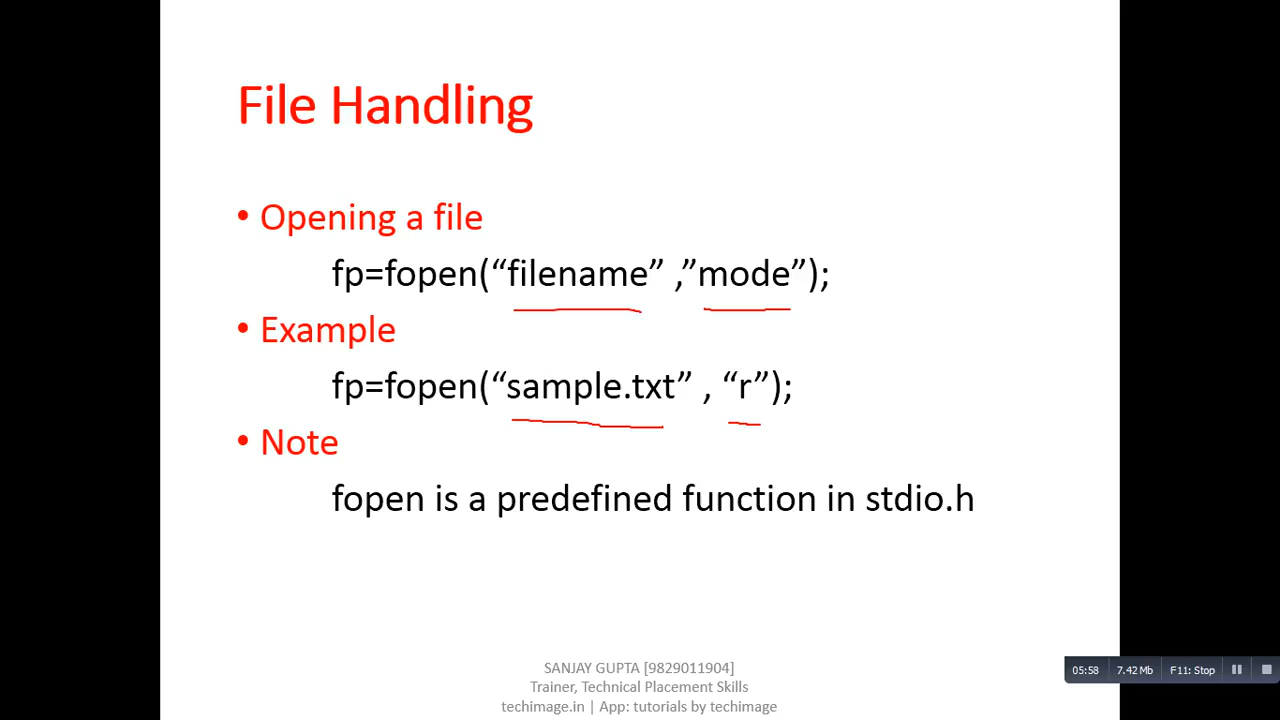 File Handling
• Opening a file
fp=fopen(“filename” ,”mode”);
• Example
fp=fopen(“sample.txt” , “r”);
• Note
fopen is a predefined function in stdio.h
SANJAY GUPTA [9829011904]
Trainer, Technical Placement Skills
techimage.in | App: tutorials by techimage
05:58 7.42 Mb F11: Stop